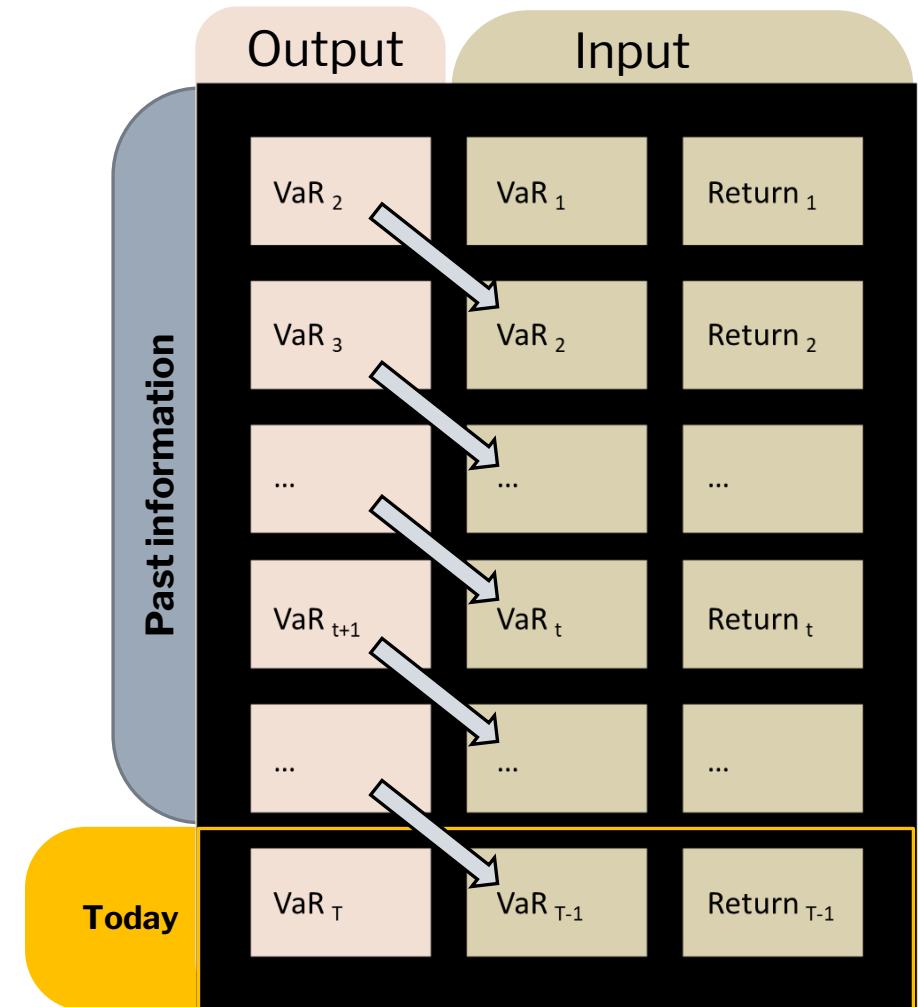 Output Input
Past information
VaR 2 VaR 1 Return 1
VaR 3 VaR 2 Return 2
... ... ...
VaR t+1 VaR t Return t
... ... ...
Today
VaR T VaR T-1 Return T-1